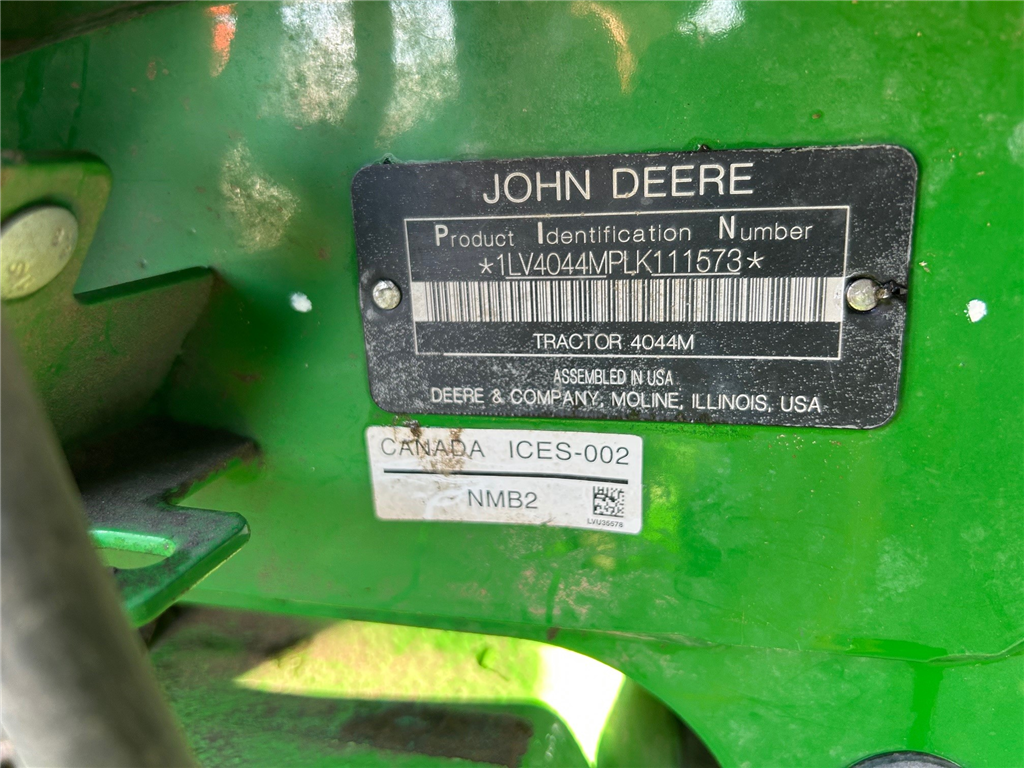 JOHN DEERE
Product Identification Number
*1LV4044MPLK111573*
TRACTOR 4044M
ASSEMBLED IN USA
DEERE & COMPANY, MOLINE, ILLINOIS, USA
CANADA ICES-002
NMB2
LVU35578